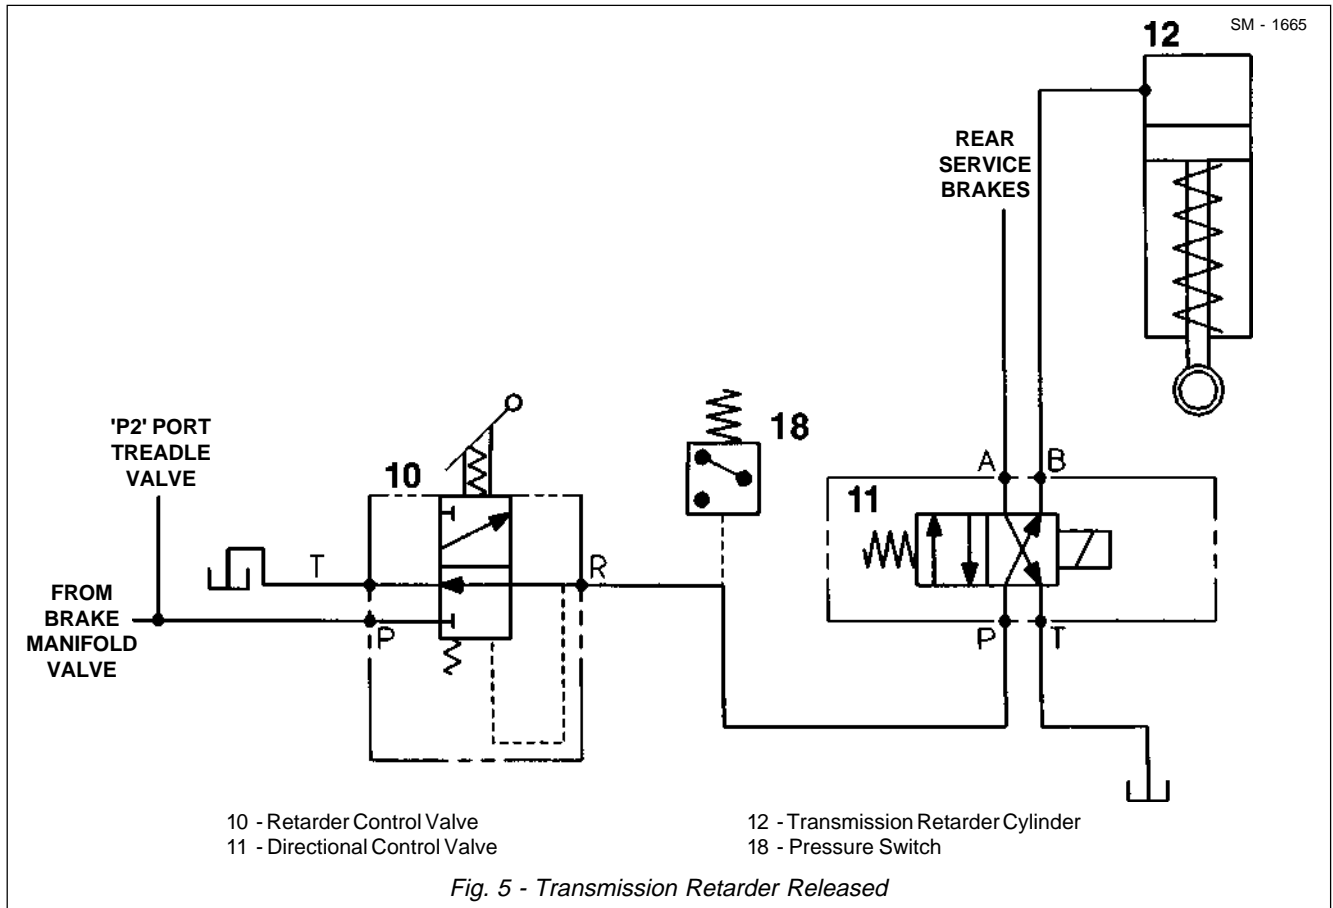 SM - 1665
12
REAR
SERVICE
BRAKES
'P2' PORT
TREADLE
VALVE
10
18
A
B
11
T
R
FROM
BRAKE
MANIFOLD
VALVE
P
P
T
10 - Retarder Control Valve
11 - Directional Control Valve
12 - Transmission Retarder Cylinder
18 - Pressure Switch
Fig. 5 - Transmission Retarder Released